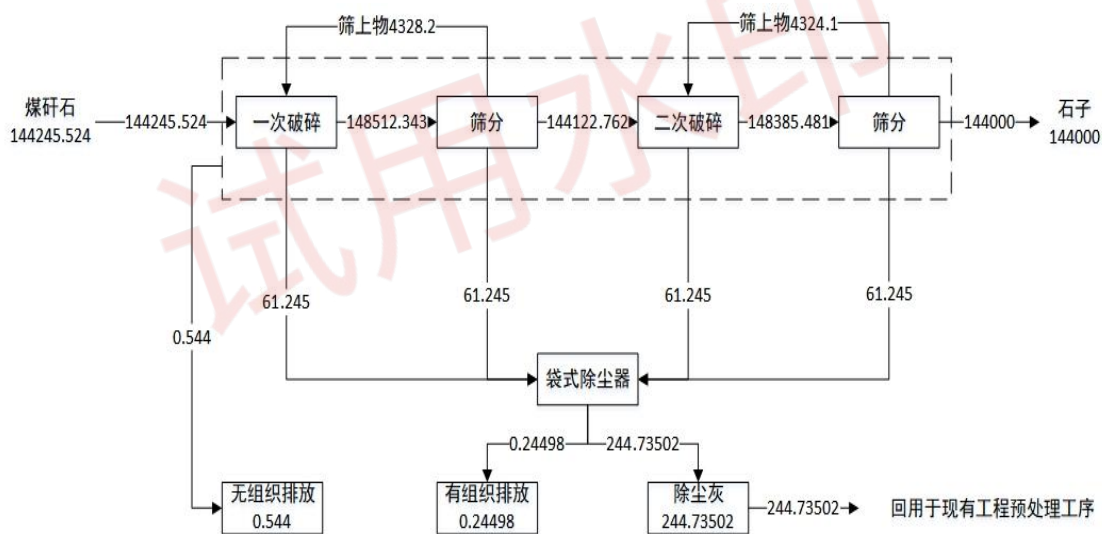 筛上物4328.2
筛上物4324.1
煤矸石
144245.524
144245.524
一次破碎
148512.343
筛分
144122.762
二次破碎
148385.481
筛分
144000
石子
144000
0.544
61.245
61.245
61.245
61.245
袋式除尘器
0.24498
244.73502
无组织排放
0.544
有组织排放
0.24498
除尘灰
244.73502
244.73502
回用于现有工程预处理工序
试用水印